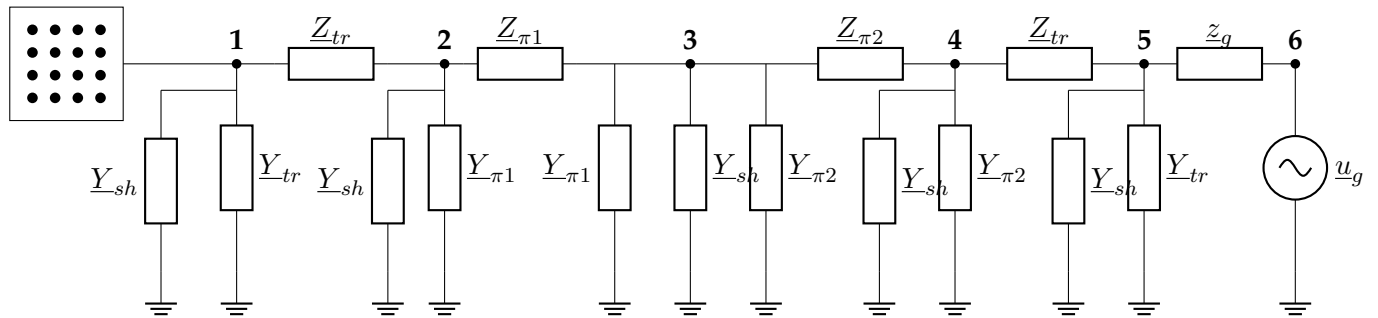 1 Z_tr 2 Z_π1 3 Z_π2 4 Z_tr 5 z_g 6
Y_sh Y_tr Y_sh Y_π1 Y_π1 Y_sh Y_π2 Y_sh Y_π2 Y_sh Y_tr u_g